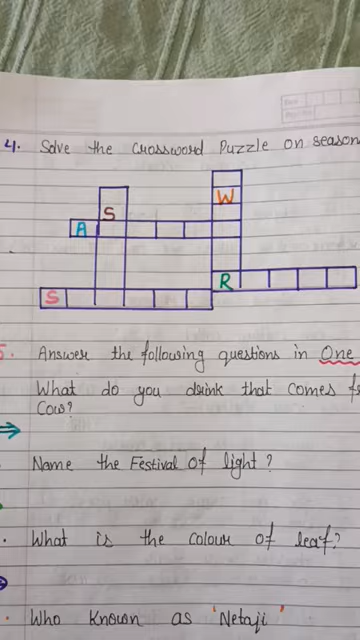 4. Solve the Crossword Puzzle on season
W
S
A
R
S
5. Answer the following questions in One
What do you drink that comes
Cow?
Name the Festival of light?
What is the colour of leaf?
Who Known as 'Netaji'